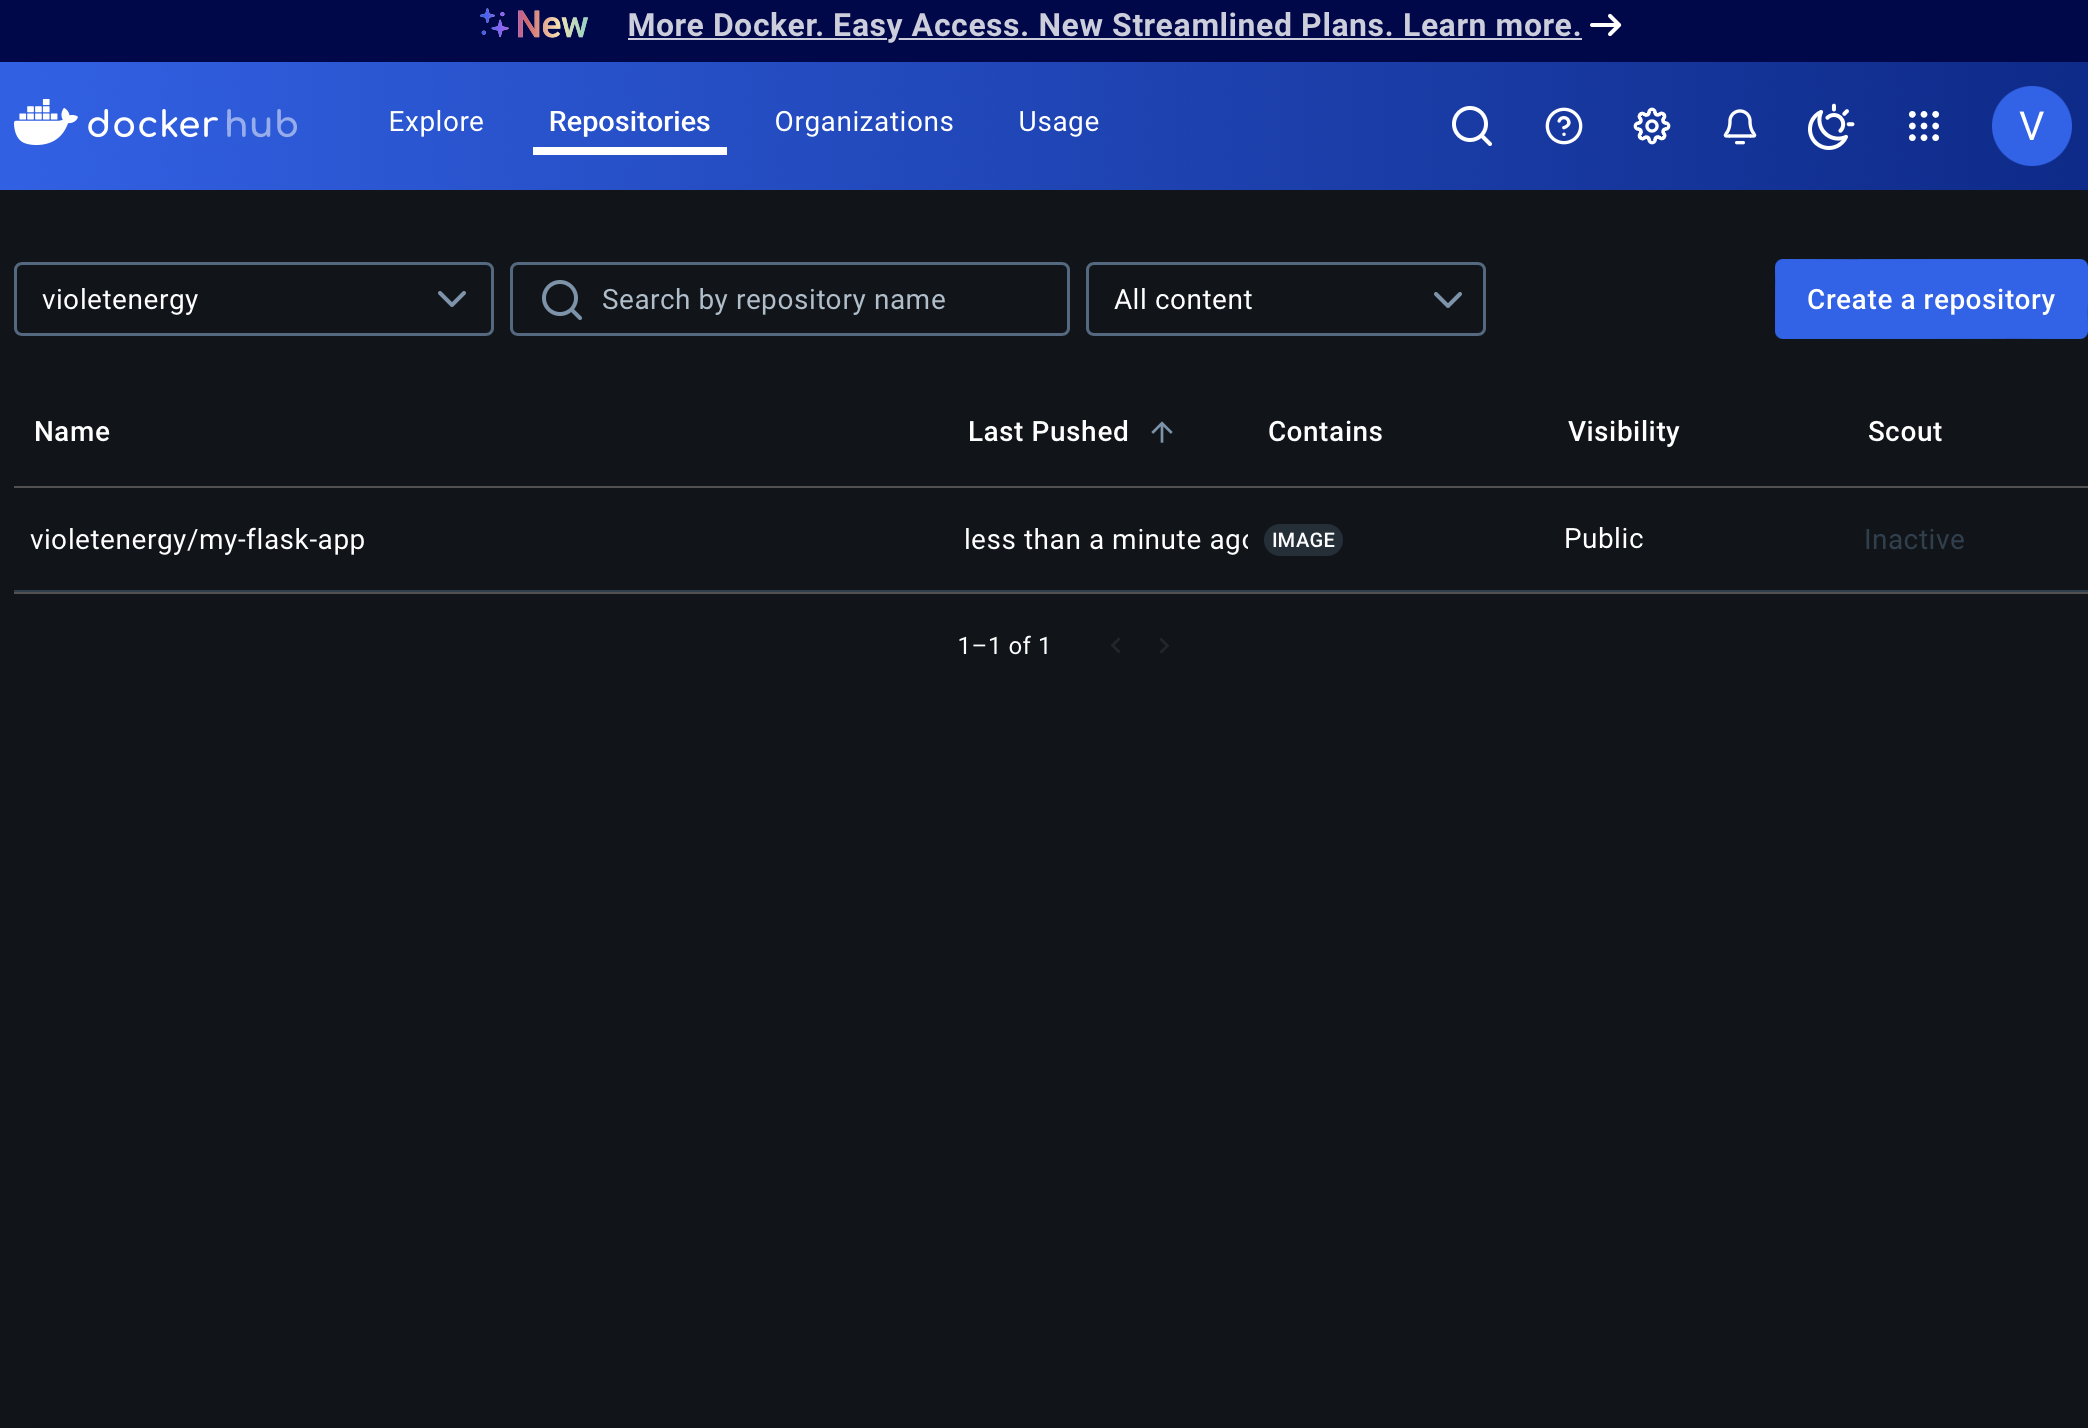 New More Docker. Easy Access. New Streamlined Plans. Learn more.
docker hub Explore Repositories Organizations Usage V
violetenergy Search by repository name All content Create a repository
Name Last Pushed Contains Visibility Scout
violetenergy/my-flask-app less than a minute ago IMAGE Public Inactive
1–1 of 1